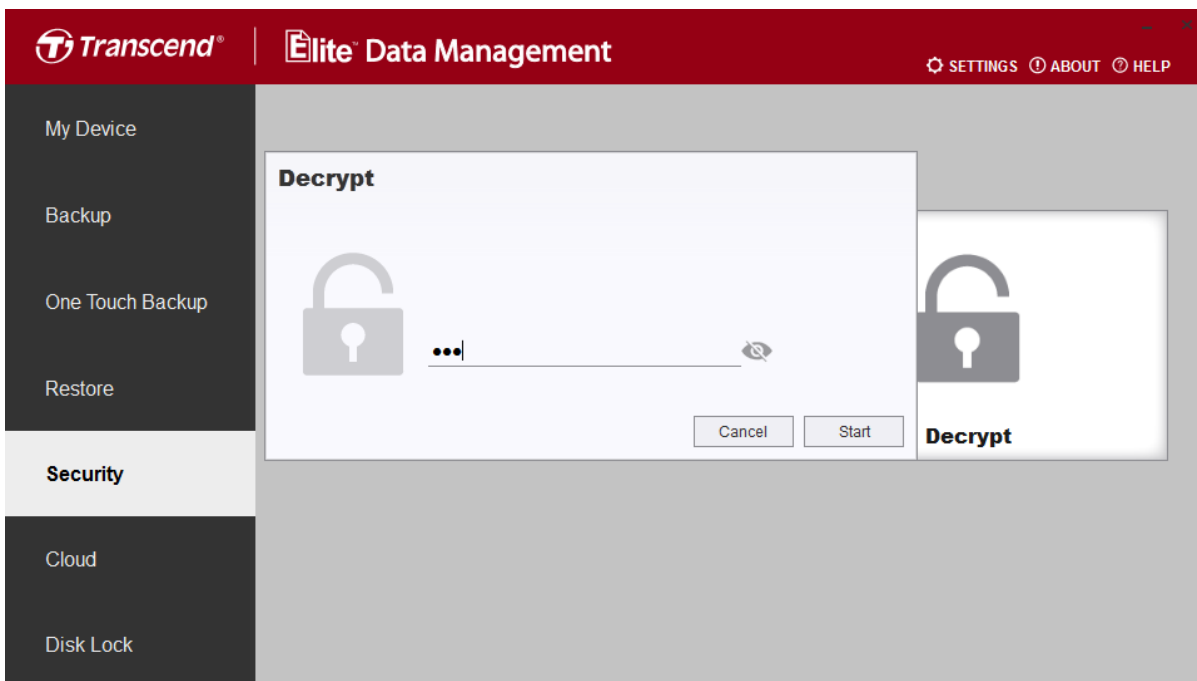 Transcend® Elite™ Data Management
SETTINGS ABOUT HELP
My Device
Backup
One Touch Backup
Restore
Security
Cloud
Disk Lock
Decrypt
•••
Cancel Start
Decrypt